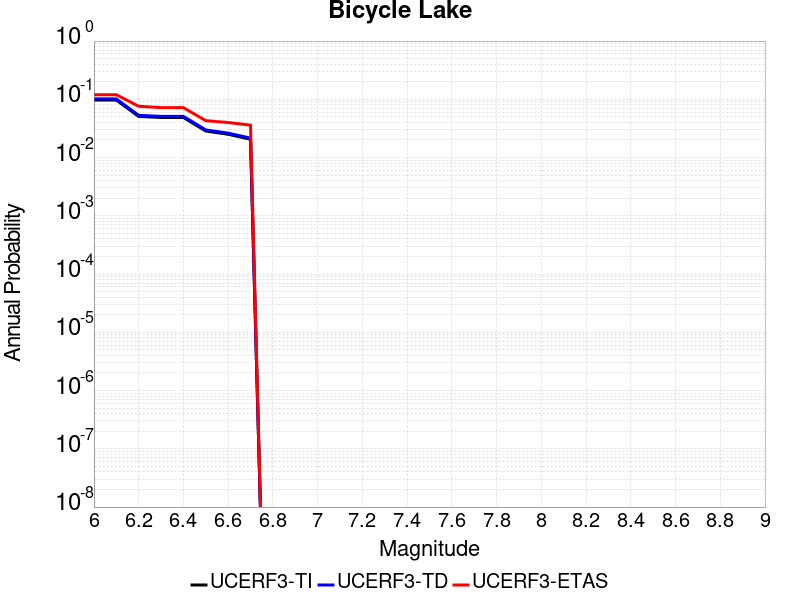 Bicycle Lake
10^0
10^-1
10^-2
10^-3
10^-4
10^-5
10^-6
10^-7
10^-8
Annual Probability
6 6.2 6.4 6.6 6.8 7 7.2 7.4 7.6 7.8 8 8.2 8.4 8.6 8.8 9
Magnitude
UCERF3-TI UCERF3-TD UCERF3-ETAS